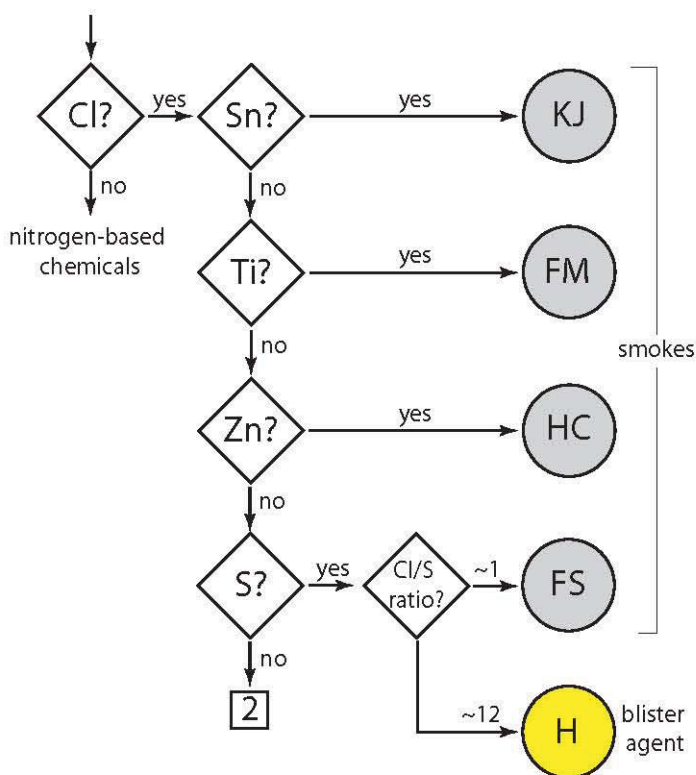 Cl?
yes
Sn?
yes
KJ
no
nitrogen-based
chemicals
no
Ti?
yes
FM
no
smokes
Zn?
yes
HC
no
S?
yes
Cl/S
ratio?
~1
FS
no
2
~12
H
blister
agent